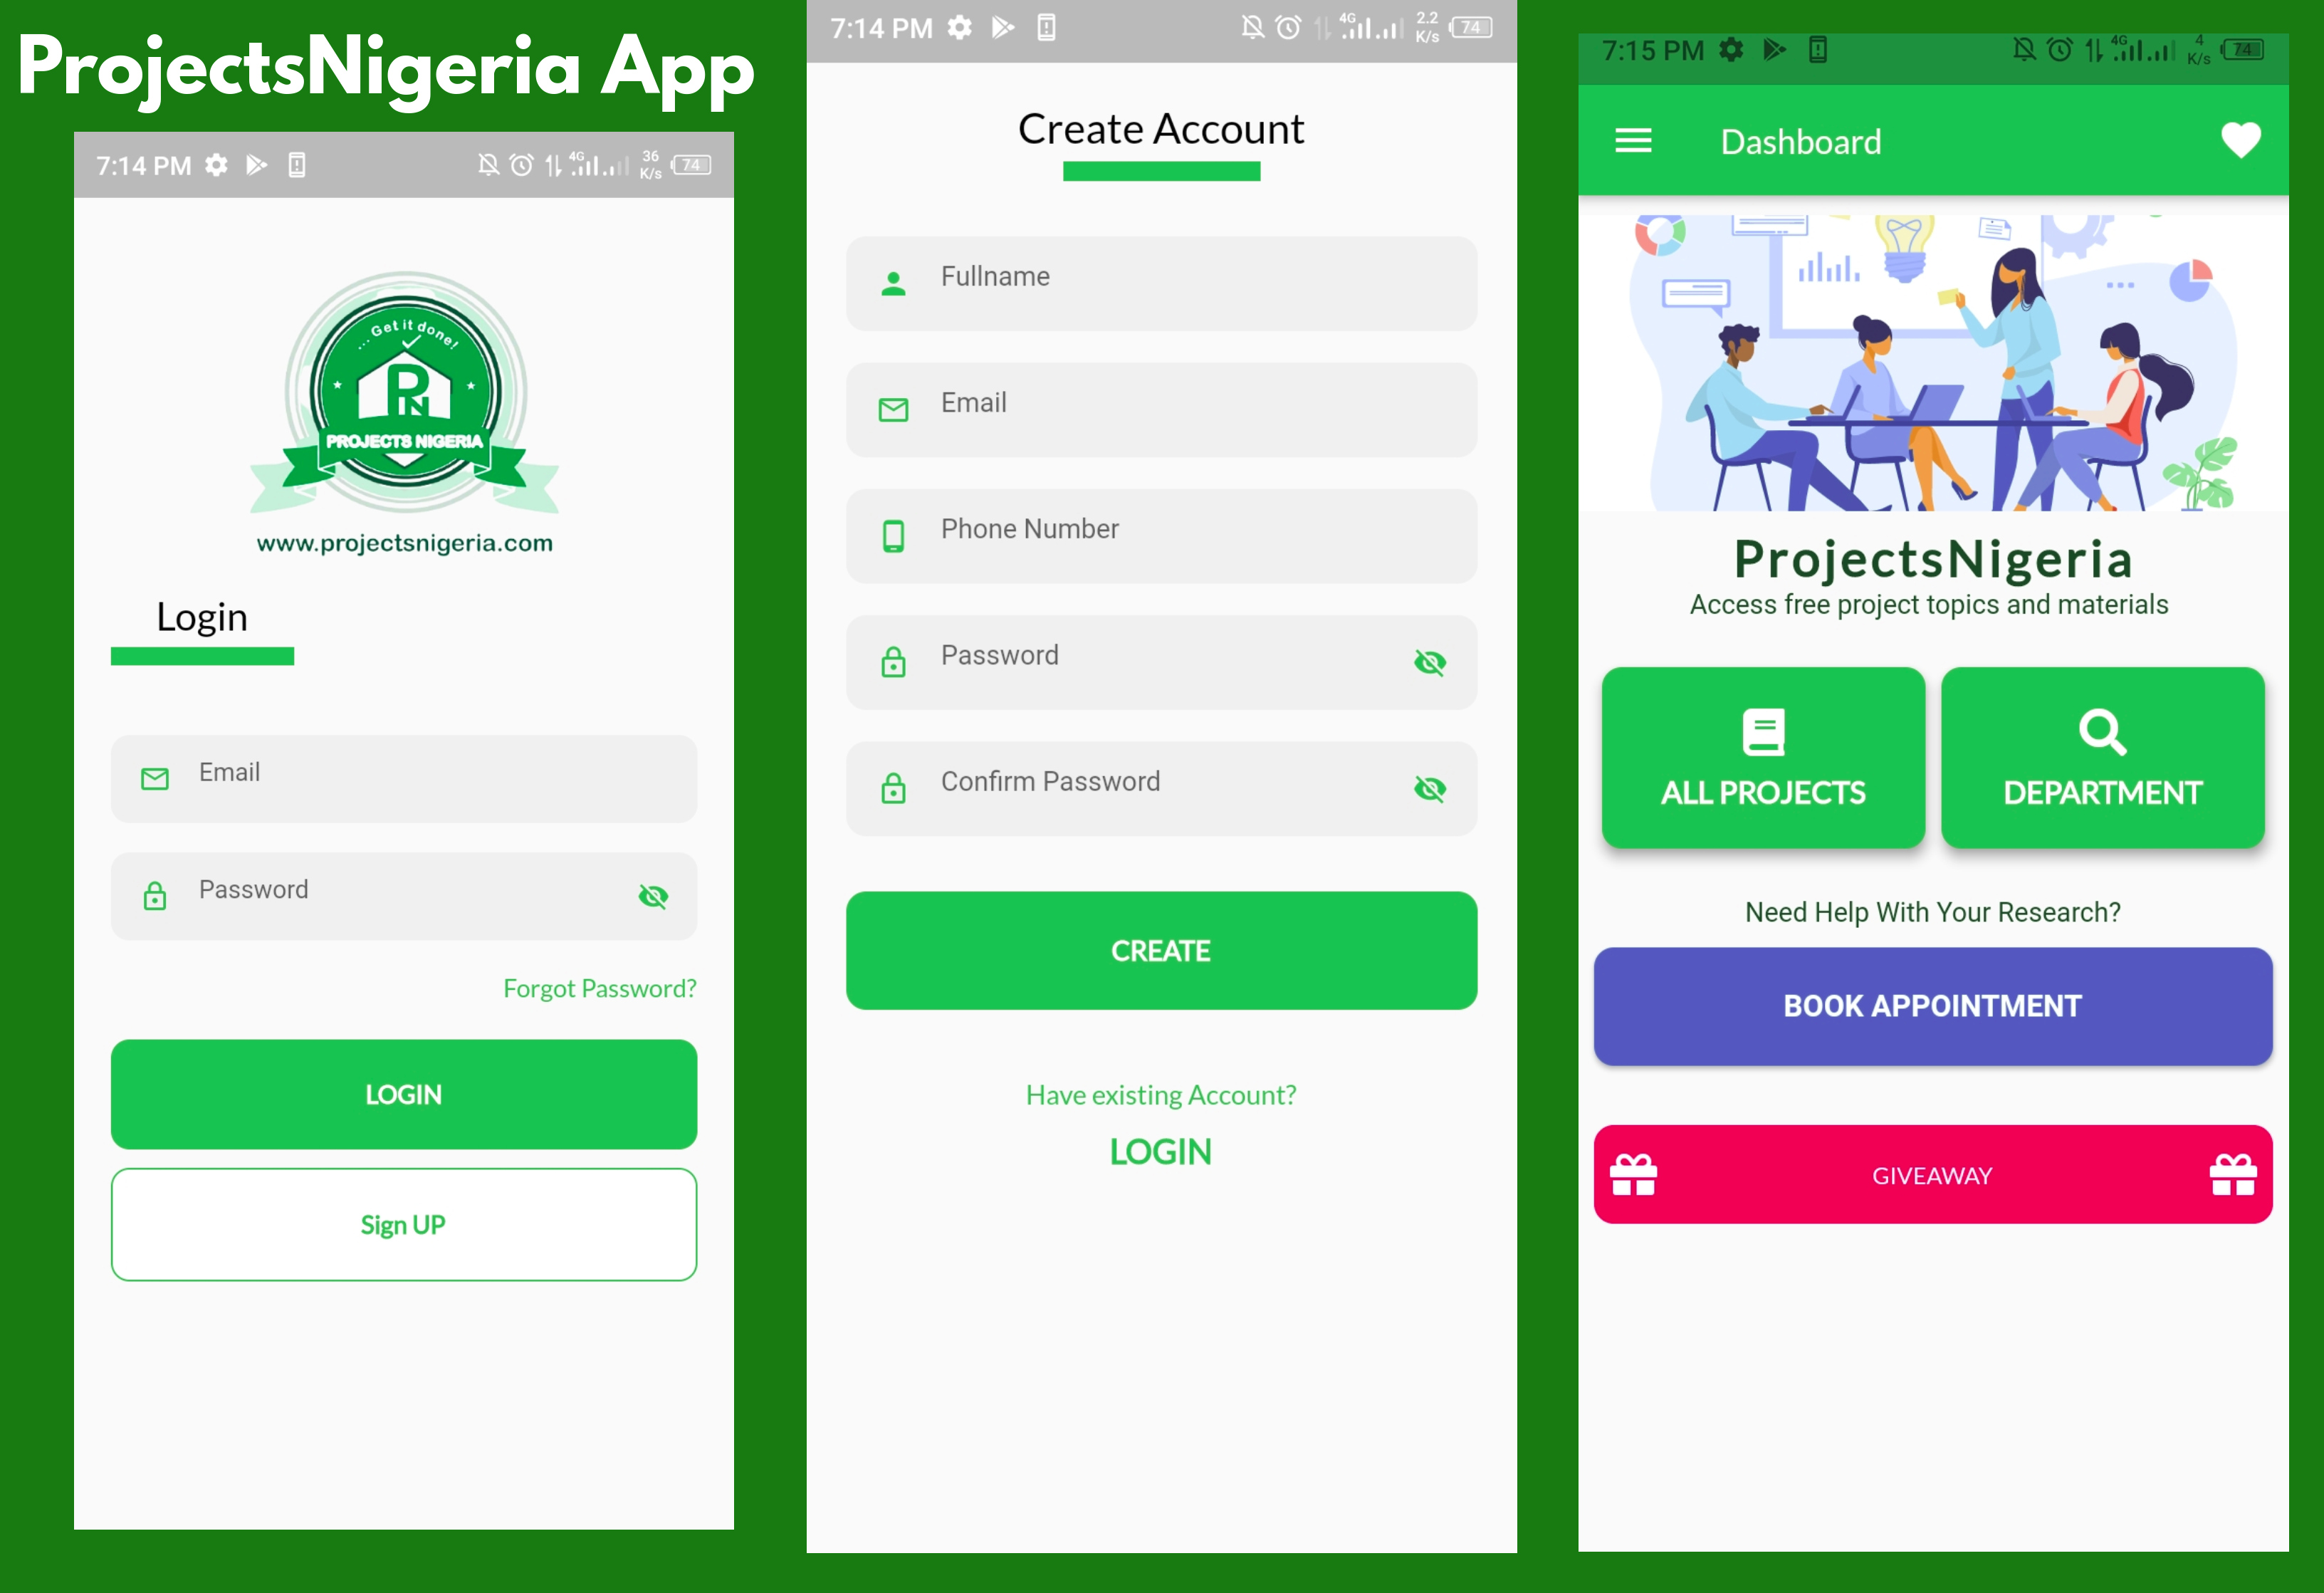 ProjectsNigeria App
7:14 PM
4G
36
K/s
74
... Get it done!
PN
PROJECTS NIGERIA
www.projectsnigeria.com
Login
Email
Password
Forgot Password?
LOGIN
Sign UP
7:14 PM
4G
2.2
K/s
74
Create Account
Fullname
Email
Phone Number
Password
Confirm Password
CREATE
Have existing Account?
LOGIN
7:15 PM
4G
4
K/s
74
Dashboard
ProjectsNigeria
Access free project topics and materials
ALL PROJECTS
DEPARTMENT
Need Help With Your Research?
BOOK APPOINTMENT
GIVEAWAY